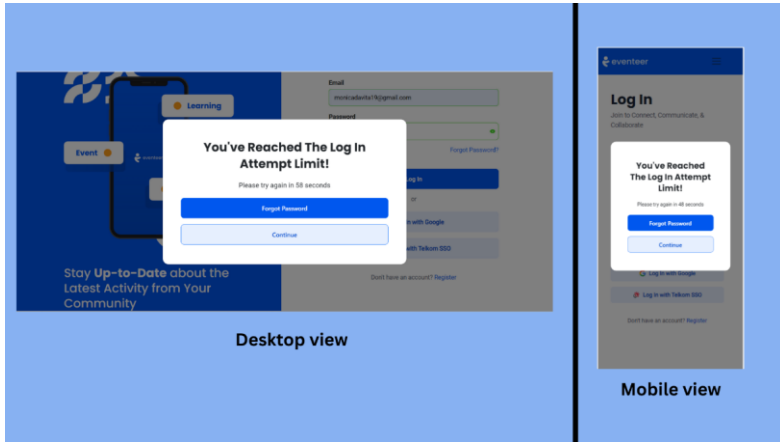 Learning
Event
eventeer
Stay Up-to-Date about the
Latest Activity from Your
Community
Email
Password
Forgot Password?
Log In
or
in with Google
with Telkom SSO
Don't have an account? Register
You've Reached The Log In
Attempt Limit!
Please try again in 58 seconds
Forgot Password
Continue
Desktop view
eventeer
Log In
Join to Connect, Communicate, &
Collaborate
You've Reached
The Log In Attempt
Limit!
Please try again in 48 seconds
Forgot Password
Continue
Log in with Google
Log in with Telkom SSO
Don't have an account? Register
Mobile view